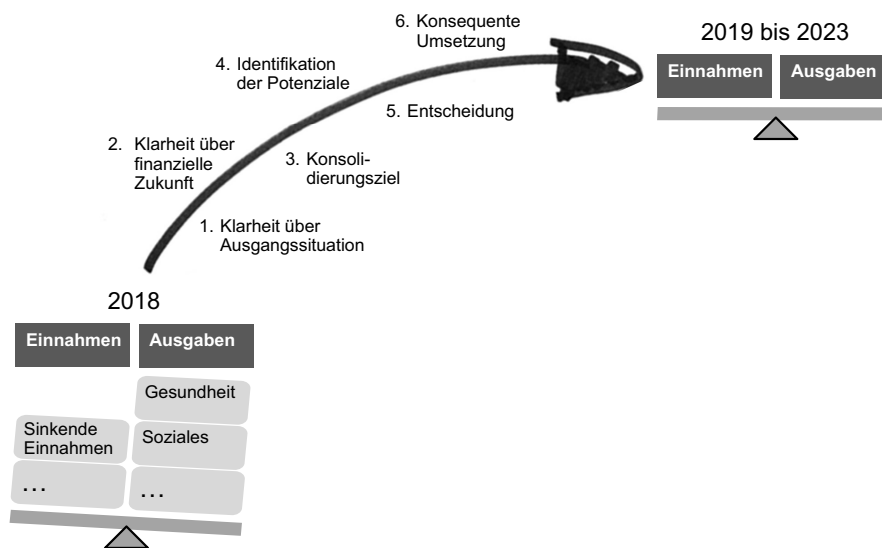 6. Konsequente
Umsetzung
2019 bis 2023
Einnahmen
Ausgaben
4. Identifikation
der Potenziale
5. Entscheidung
2. Klarheit über
finanzielle
Zukunft
3. Konsoli-
dierungsziel
1. Klarheit über
Ausgangssituation
2018
Einnahmen
Ausgaben
Gesundheit
Sinkende
Einnahmen
Soziales
...
...